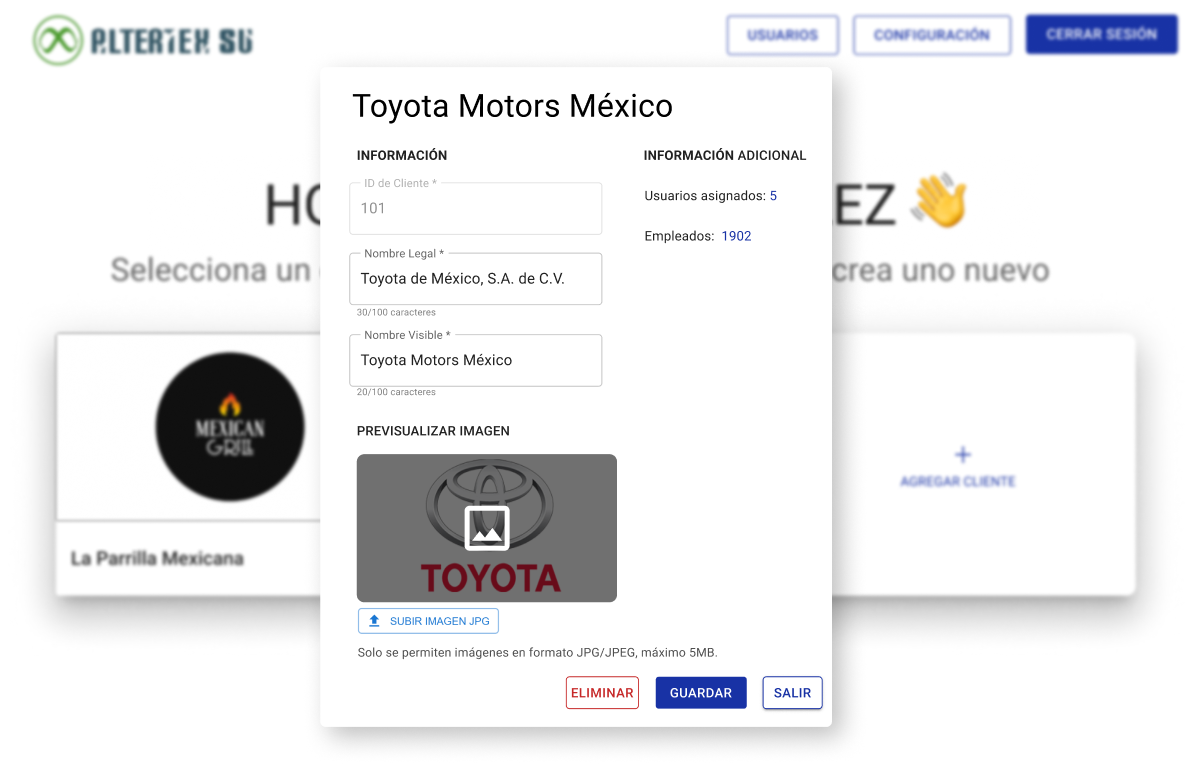 ALTERTEK SU
USUARIOS
CONFIGURACIÓN
CERRAR SESIÓN
Toyota Motors México
INFORMACIÓN
INFORMACIÓN ADICIONAL
ID de Cliente *
101
Usuarios asignados: 5
Empleados: 1902
HO
EZ 👋
Nombre Legal *
Toyota de México, S.A. de C.V.
30/100 caracteres
Selecciona un
crea uno nuevo
Nombre Visible *
Toyota Motors México
20/100 caracteres
MEXICAN
GRILL
La Parrilla Mexicana
PREVISUALIZAR IMAGEN
TOYOTA
+
AGREGAR CLIENTE
SUBIR IMAGEN JPG
Solo se permiten imágenes en formato JPG/JPEG, máximo 5MB.
ELIMINAR
GUARDAR
SALIR